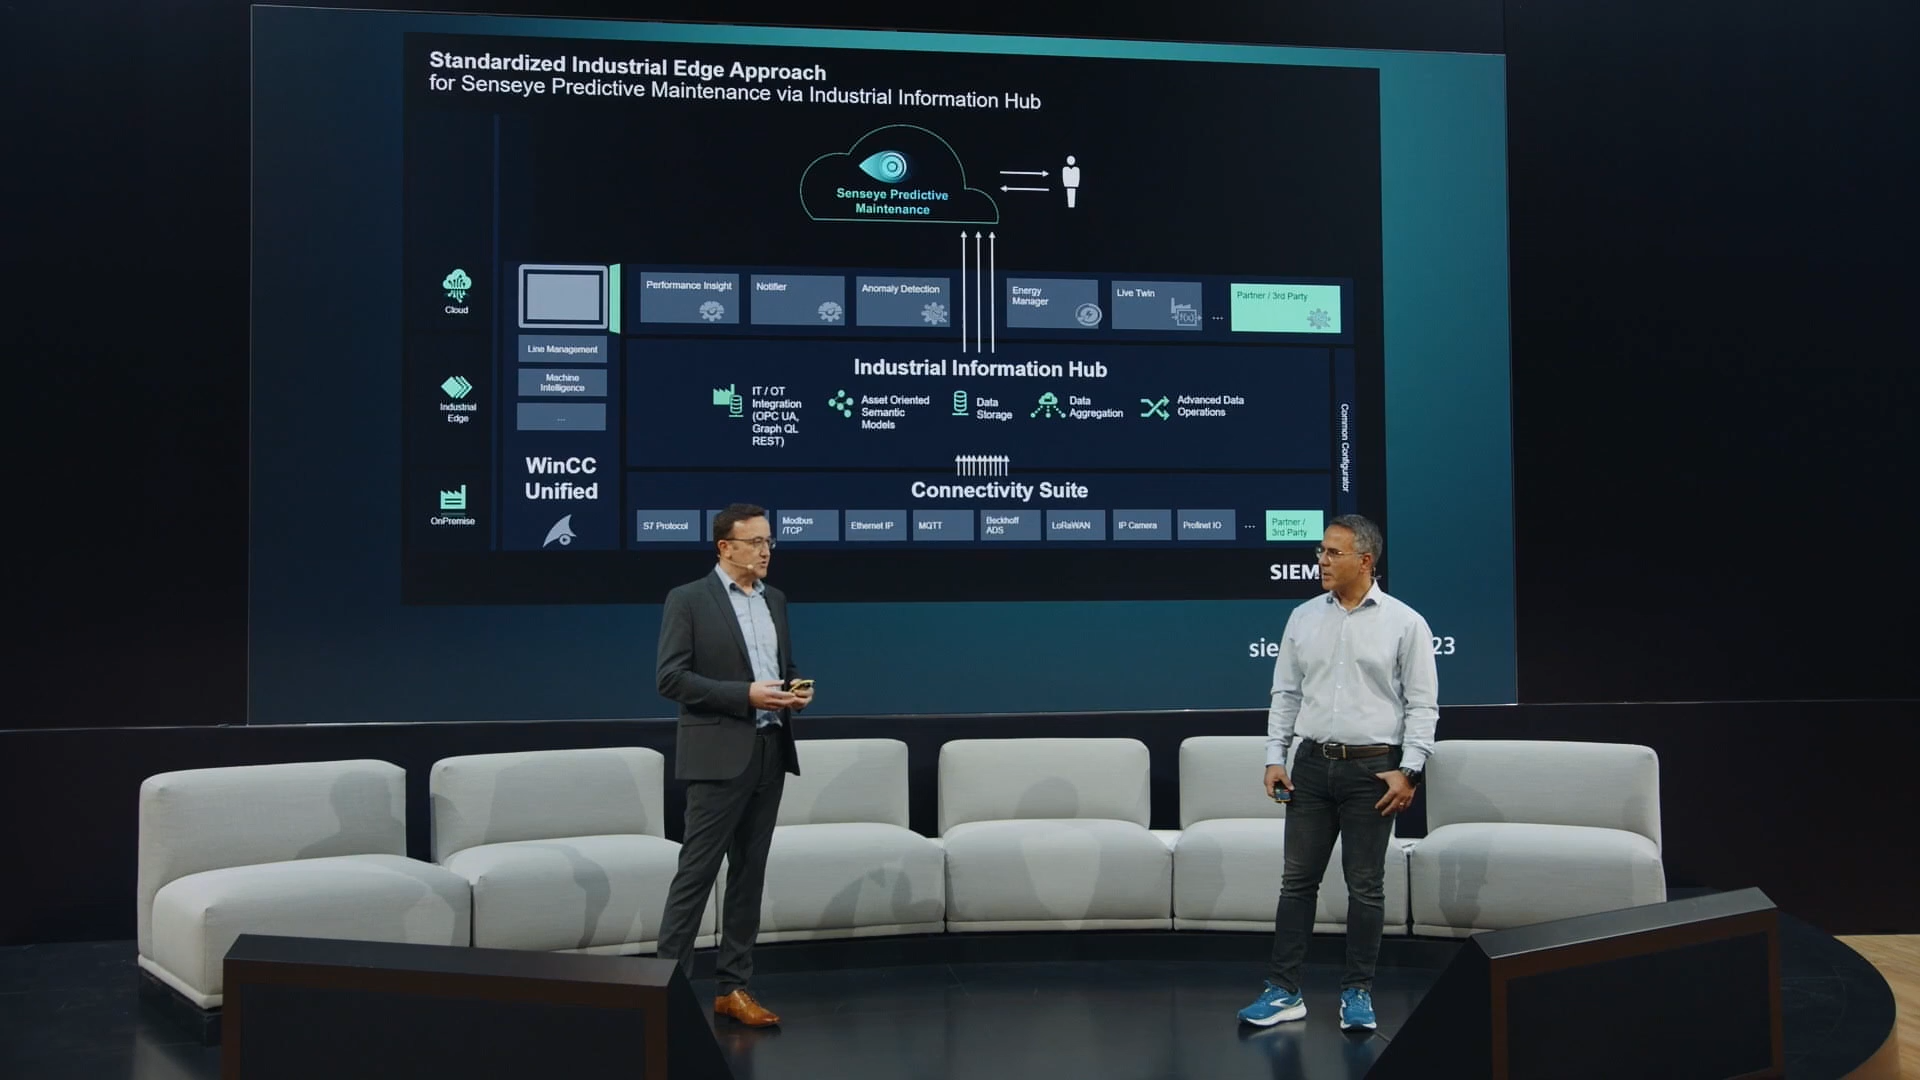 Standardized Industrial Edge Approach
for Senseye Predictive Maintenance via Industrial Information Hub
Senseye Predictive
Maintenance
Cloud
Industrial
Edge
OnPremise
Line Management
Machine
Intelligence
...
WinCC
Unified
Performance Insight
Notifier
Anomaly Detection
Energy
Manager
Live Twin
f(x)
...
Partner / 3rd Party
Industrial Information Hub
IT / OT
Integration
(OPC UA,
Graph QL
REST)
Asset Oriented
Semantic
Models
Data
Storage
Data
Aggregation
Advanced Data
Operations
Common Configurator
Connectivity Suite
S7 Protocol
Modbus
/TCP
Ethernet IP
MQTT
Beckhoff
ADS
LoRaWAN
IP Camera
Profinet IO
...
Partner /
3rd Party
SIEM
sie
23